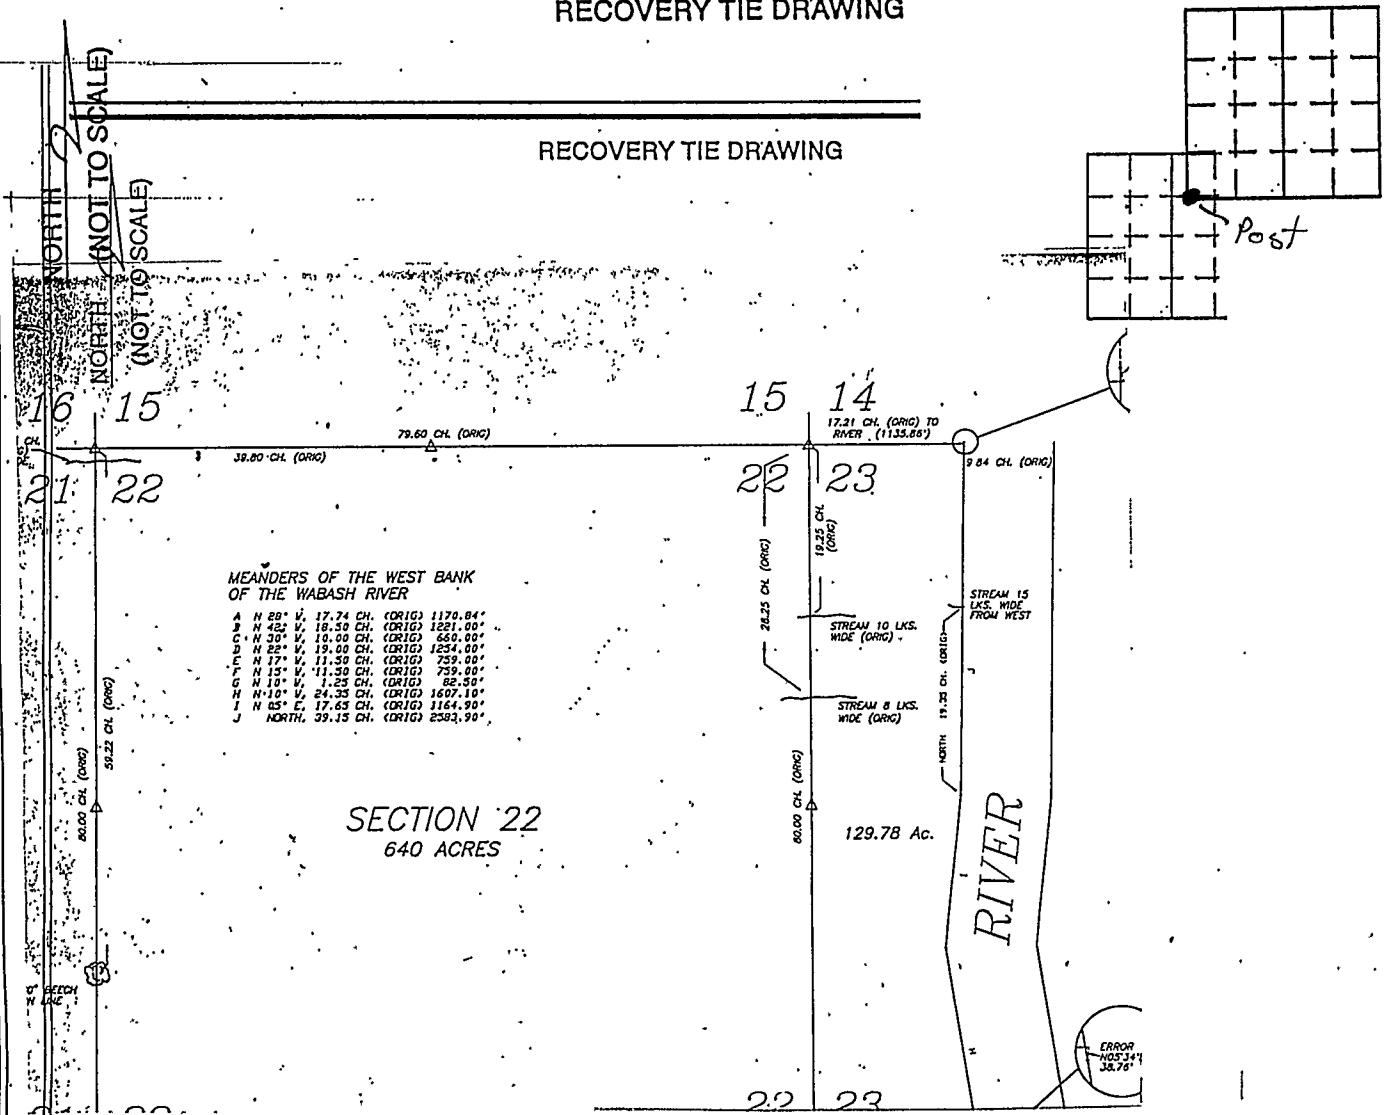 RECOVERY TIE DRAWING
NORTH
(NOT TO SCALE)
RECOVERY TIE DRAWING
NORTH
(NOT TO SCALE)
Post
16 15
15 14
CH.
79.60 CH. (ORIG)
17.21 CH. (ORIG) TO
RIVER (1135.86')
39.80 CH. (ORIG)
9.84 CH. (ORIG)
21 22
22 23
19.25 CH.
(ORIG)
28.25 CH. (ORIG)
MEANDERS OF THE WEST BANK
OF THE WABASH RIVER
A N 28° W, 17.74 CH. (ORIG) 1170.84'
B N 42° W, 18.50 CH. (ORIG) 1221.00'
C N 30° W, 10.00 CH. (ORIG) 660.00'
D N 22° W, 19.00 CH. (ORIG) 1254.00'
E N 17° W, 11.50 CH. (ORIG) 759.00'
F N 15° W, 11.50 CH. (ORIG) 759.00'
G N 10° W, 1.25 CH. (ORIG) 82.50'
H N 10° W, 24.35 CH. (ORIG) 1607.10'
I N 05° E, 17.65 CH. (ORIG) 1164.90'
J NORTH, 39.15 CH. (ORIG) 2583.90'
STREAM 15
LKS. WIDE
FROM WEST
STREAM 10 LKS.
WIDE (ORIG)
NORTH 19.35 CH. (ORIG)
J
STREAM 8 LKS.
WIDE (ORIG)
59.22 CH. (ORIG)
80.00 CH. (ORIG)
80.00 CH. (ORIG)
SECTION 22
640 ACRES
129.78 Ac.
I
RIVER
BEECH
LINE
H
ERROR
N05°34'
38.76'
22 23